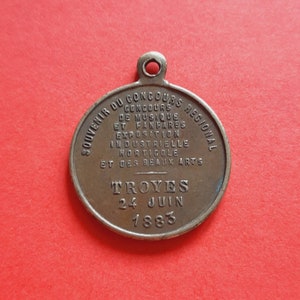 SOUVENIR DU CONCOURS REGIONAL
CONCOURS
DE MUSIQUE
ET FANFARES
EXPOSITION
INDUSTRIELLE
HORTICOLE
ET DES BEAUX ARTS
TROYES
24 JUIN
1883